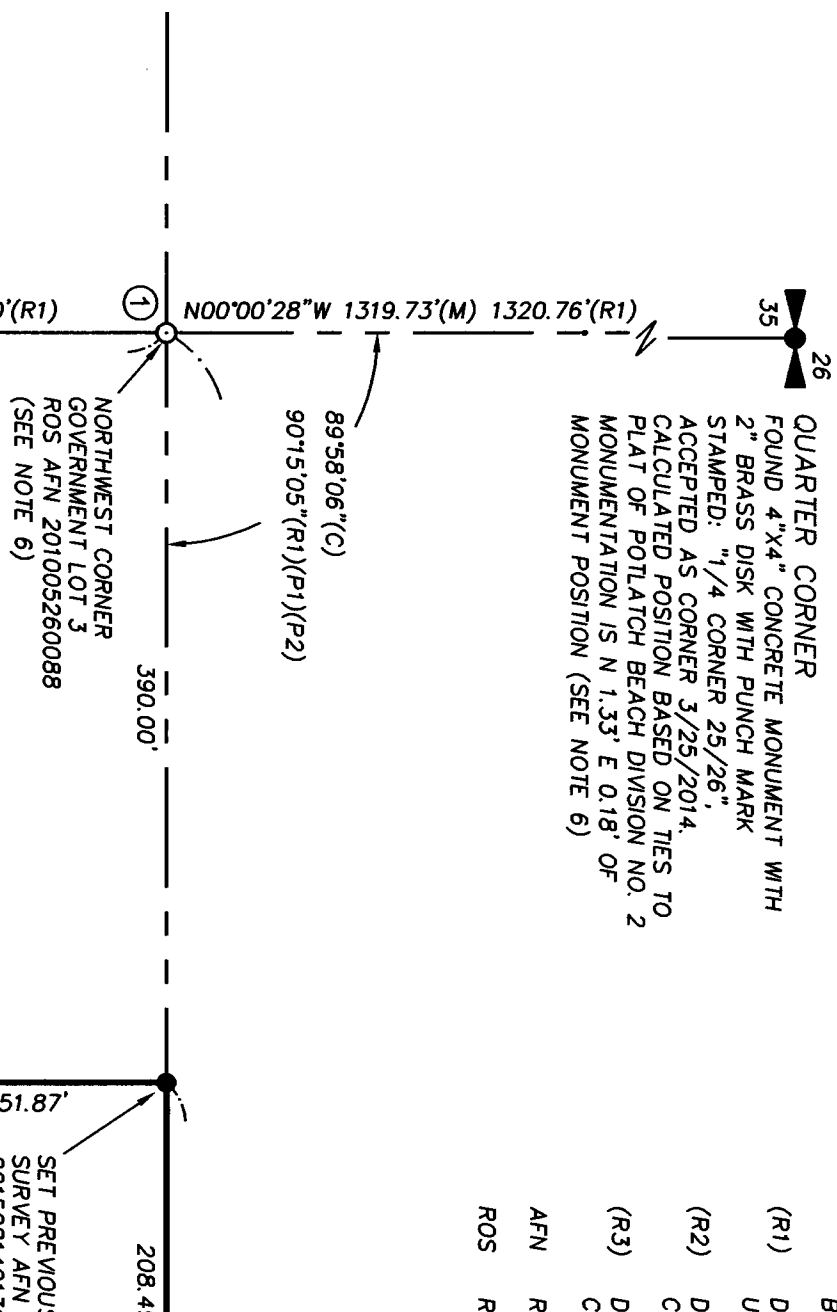 26
35
QUARTER CORNER
FOUND 4"X4" CONCRETE MONUMENT WITH
2" BRASS DISK WITH PUNCH MARK
STAMPED: "1/4 CORNER 25/26",
ACCEPTED AS CORNER 3/25/2014.
CALCULATED POSITION BASED ON TIES TO
PLAT OF POTLATCH BEACH DIVISION NO. 2
MONUMENTATION IS N 1.33' E 0.18' OF
MONUMENT POSITION (SEE NOTE 6)
N00°00'28"W 1319.73'(M) 1320.76'(R1)
89°58'06"(C)
90°15'05"(R1)(P1)(P2)
1
'(R1)
NORTHWEST CORNER
GOVERNMENT LOT 3
ROS AFN 201005260088
(SEE NOTE 6)
390.00'
51.87'
208.4
SET PREVIOUS
SURVEY AFN
(R1) D
U
(R2) D
C
(R3) D
C
AFN R
ROS R